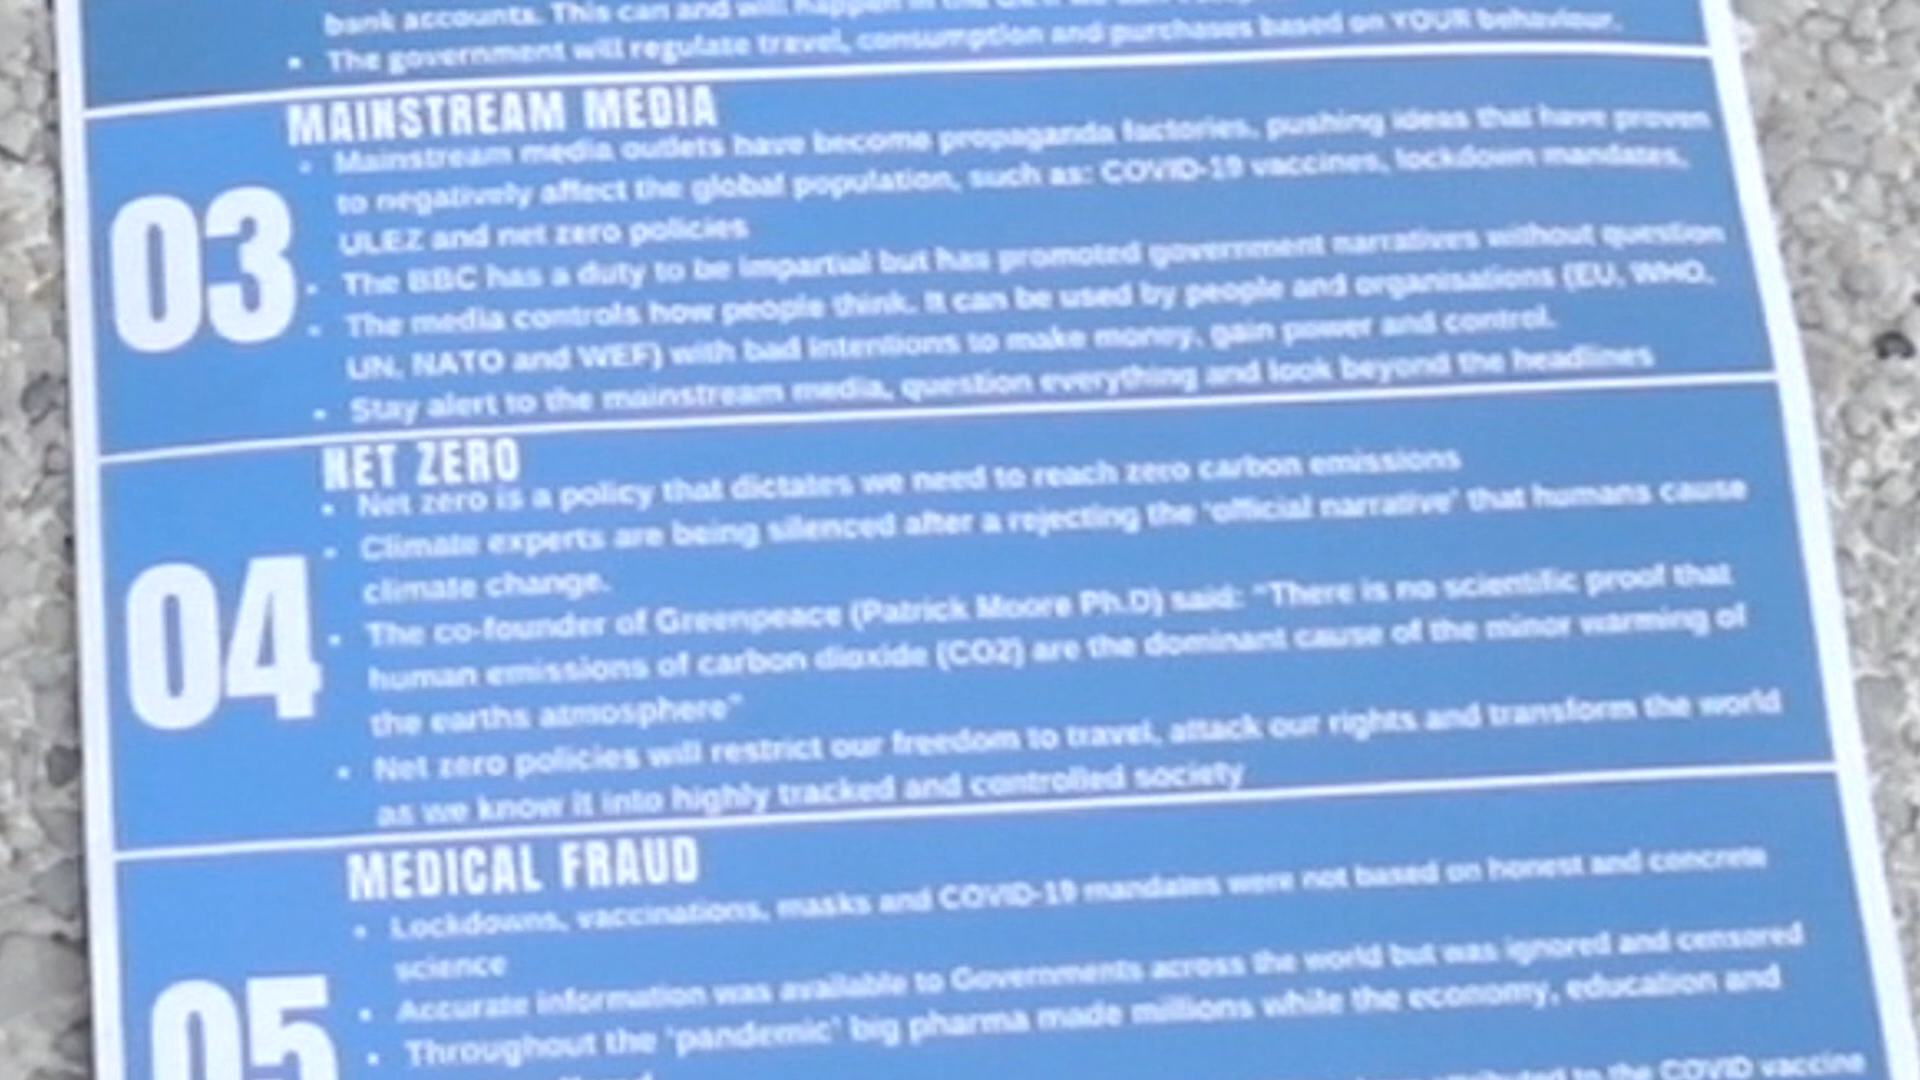 bank accounts. This can and will happen in the
The government will regulate travel, consumption and purchases based on YOUR behaviour.
MAINSTREAM MEDIA
03
• Mainstream media outlets have become propaganda factories, pushing ideas that have proven
to negatively affect the global population, such as: COVID-19 vaccines, lockdown mandates,
ULEZ and net zero policies
• The BBC has a duty to be impartial but has promoted government narratives without question
• The media controls how people think. It can be used by people and organisations (EU, WHO,
UN, NATO and WEF) with bad intentions to make money, gain power and control.
• Stay alert to the mainstream media, question everything and look beyond the headlines
NET ZERO
04
• Net zero is a policy that dictates we need to reach zero carbon emissions
• Climate experts are being silenced after a rejecting the 'official narrative' that humans cause
climate change.
• The co-founder of Greenpeace (Patrick Moore Ph.D) said: "There is no scientific proof that
human emissions of carbon dioxide (CO2) are the dominant cause of the minor warming of
the earths atmosphere"
• Net zero policies will restrict our freedom to travel, attack our rights and transform the world
as we know it into highly tracked and controlled society
MEDICAL FRAUD
05
• Lockdowns, vaccinations, masks and COVID-19 mandates were not based on honest and concrete
science
• Accurate information was available to Governments across the world but was ignored and censored
• Throughout the 'pandemic' big pharma made millions while the economy, education and
attributed to the COVID vaccine